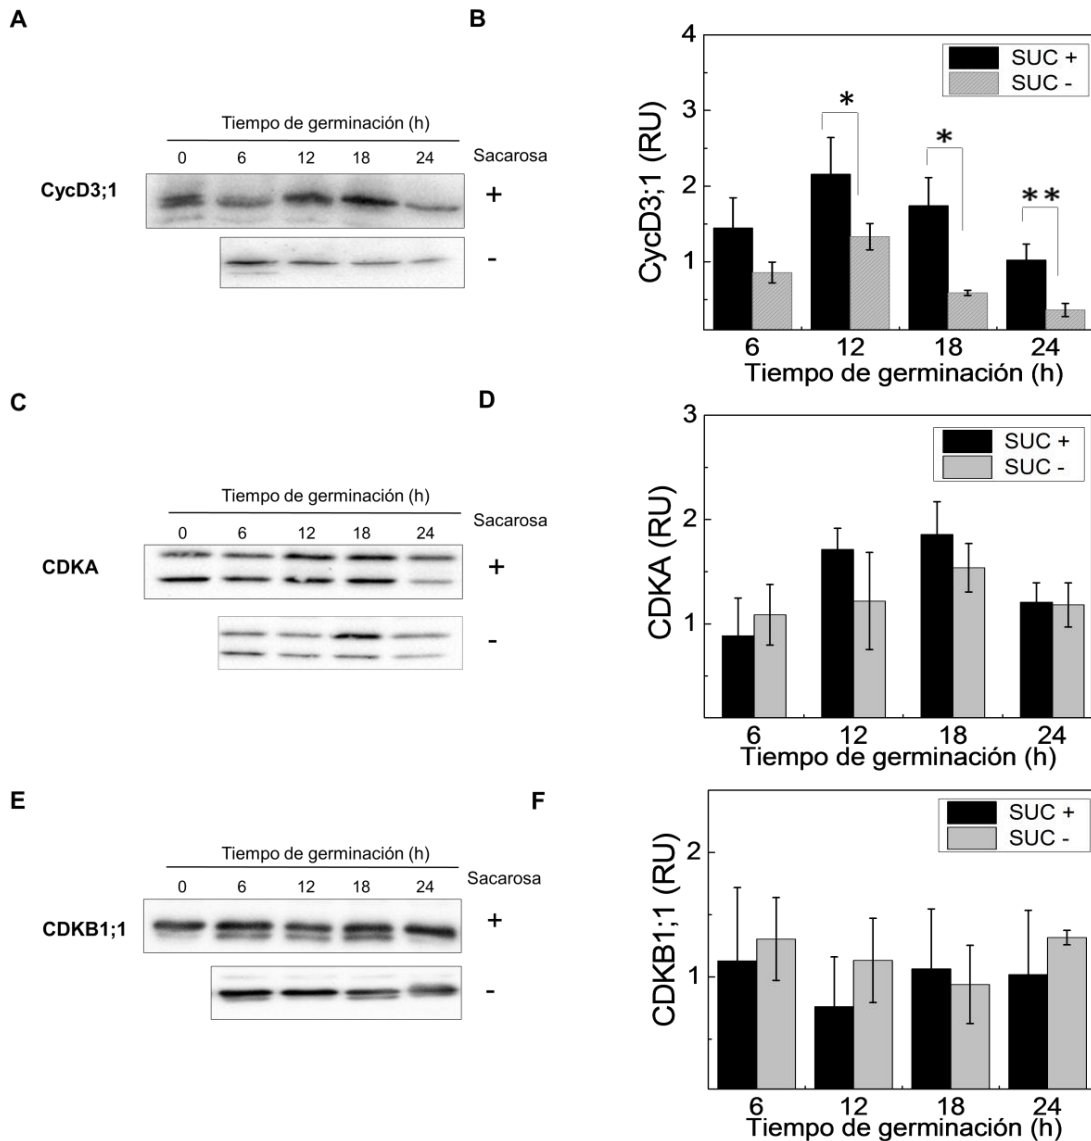 A
Tiempo de germinación (h)
0 6 12 18 24 Sacarosa
CycD3;1
+
-
B
4
3
2
1
CycD3;1 (RU)
SUC +
SUC -
*
*
**
6 12 18 24
Tiempo de germinación (h)
C
Tiempo de germinación (h)
0 6 12 18 24 Sacarosa
CDKA
+
-
D
3
2
1
CDKA (RU)
SUC +
SUC -
6 12 18 24
Tiempo de germinación (h)
E
Tiempo de germinación (h)
0 6 12 18 24 Sacarosa
CDKB1;1
+
-
F
2
1
CDKB1;1 (RU)
SUC +
SUC -
6 12 18 24
Tiempo de germinación (h)